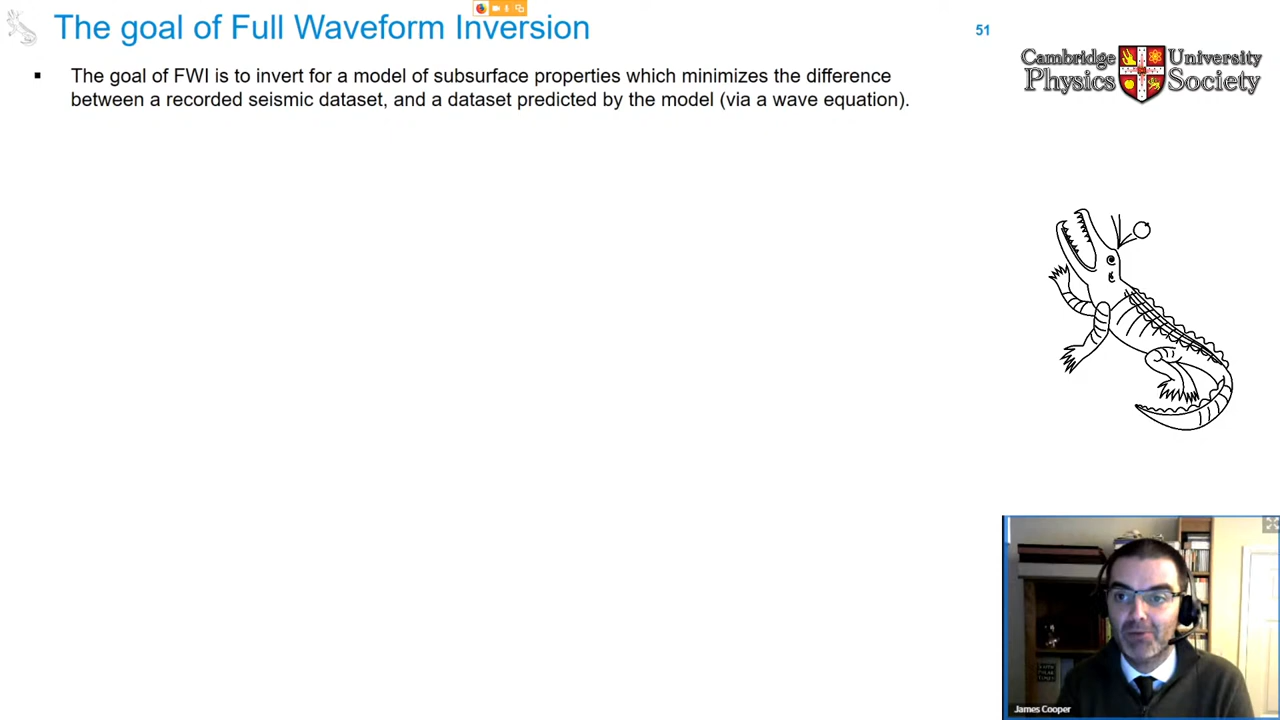 The goal of Full Waveform Inversion
51
Cambridge University
Physics Society
▪ The goal of FWI is to invert for a model of subsurface properties which minimizes the difference
between a recorded seismic dataset, and a dataset predicted by the model (via a wave equation).
James Cooper